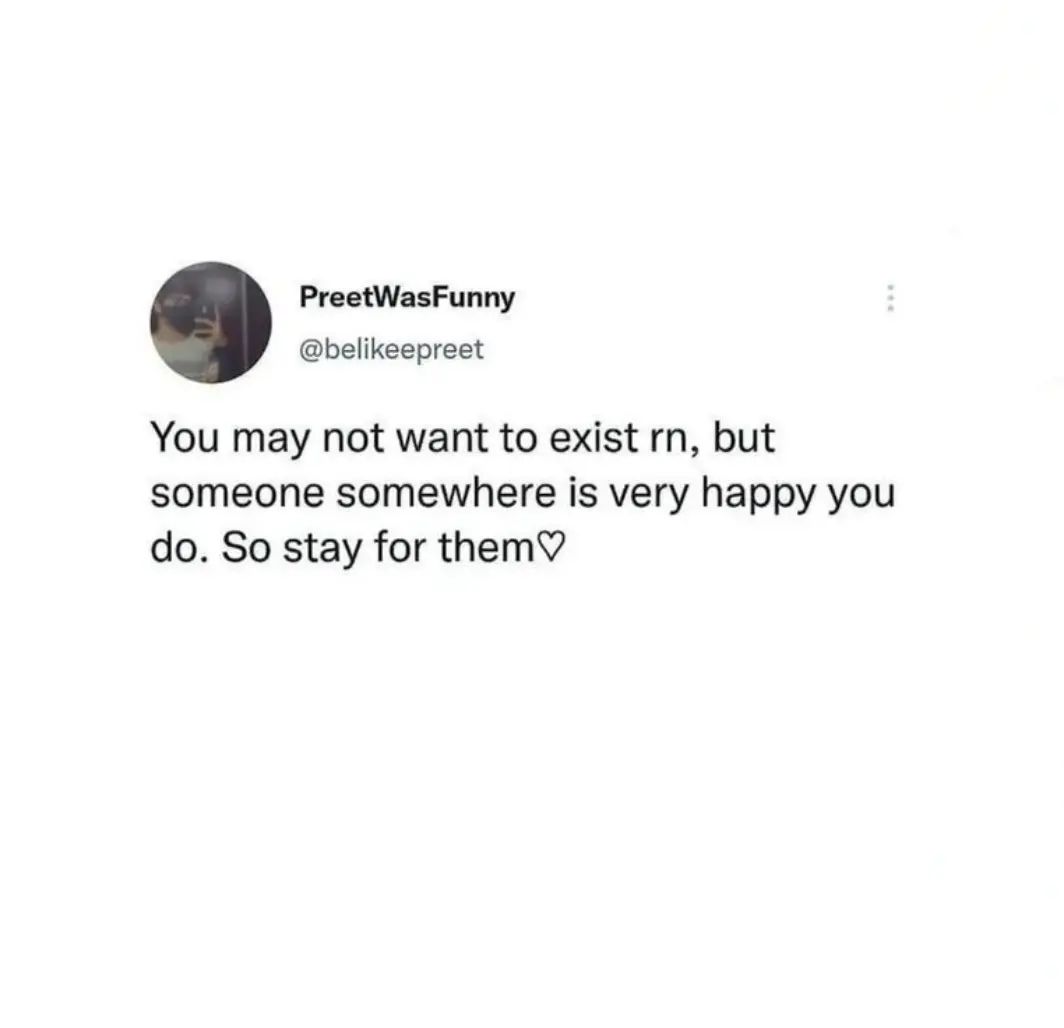 PreetWasFunny
@belikeepreet
You may not want to exist rn, but
someone somewhere is very happy you
do. So stay for them♡